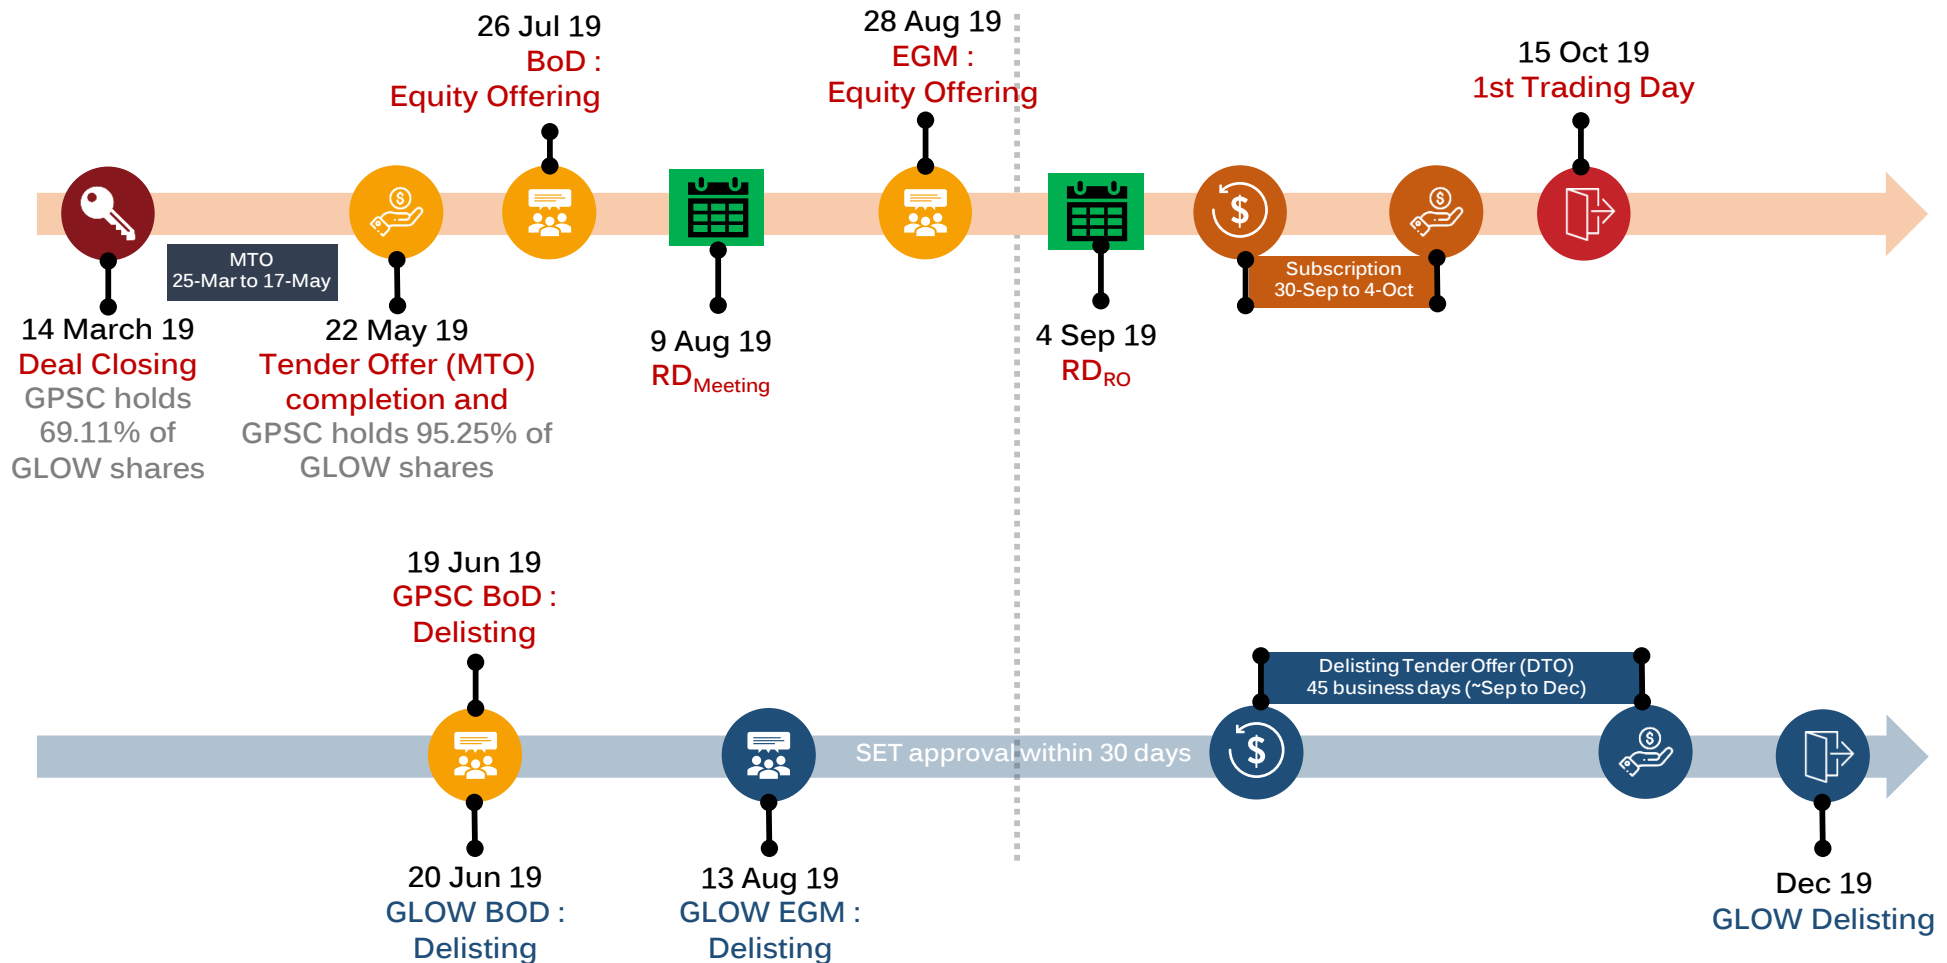 26 Jul 19
BoD :
Equity Offering
28 Aug 19
EGM :
Equity Offering
15 Oct 19
1st Trading Day
MTO
25-Mar to 17-May
Subscription
30-Sep to 4-Oct
14 March 19
Deal Closing
GPSC holds
69.11% of
GLOW shares
22 May 19
Tender Offer (MTO)
completion and
GPSC holds 95.25% of
GLOW shares
9 Aug 19
RDMeeting
4 Sep 19
RDRO
19 Jun 19
GPSC BoD :
Delisting
Delisting Tender Offer (DTO)
45 business days (~Sep to Dec)
SET approval within 30 days
20 Jun 19
GLOW BOD :
Delisting
13 Aug 19
GLOW EGM :
Delisting
Dec 19
GLOW Delisting